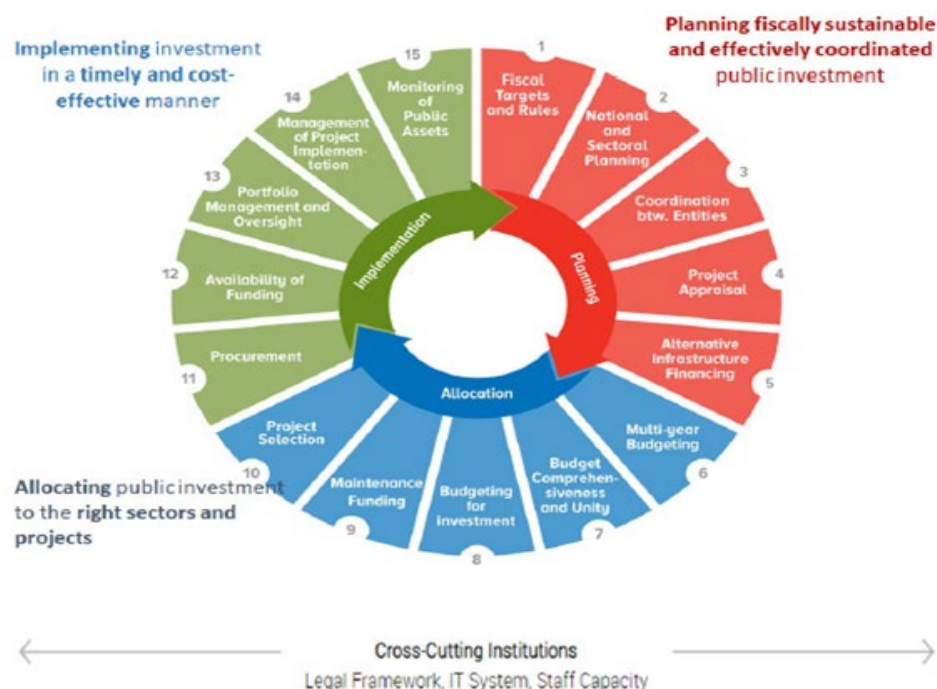 Implementing investment
in a timely and cost-
effective manner
Planning fiscally sustainable
and effectively coordinated
public investment
1
Fiscal
Targets
and Rules
2
National
and
Sectoral
Planning
3
Coordination
btw. Entities
4
Project
Appraisal
5
Alternative
Infrastructure
Financing
6
Multi-year
Budgeting
7
Budget
Comprehen-
siveness
and Unity
8
Budgeting
for
Investment
9
Maintenance
Funding
10
Project
Selection
11
Procurement
12
Availability of
Funding
13
Portfolio
Management and
Oversight
14
Management
of Project
Implemen-
tation
15
Monitoring
of
Public
Assets
Implementation
Planning
Allocation
Allocating public investment
to the right sectors and
projects
Cross-Cutting Institutions
Legal Framework, IT System, Staff Capacity